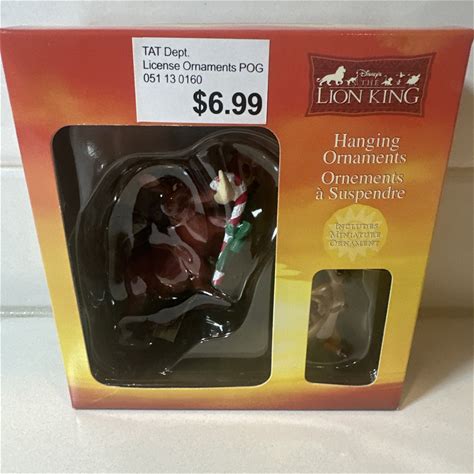 TAT Dept.
License Ornaments POG
051 13 0160
$6.99
Disney's
THE
LION KING
Hanging
Ornaments
Ornements
à Suspendre
INCLUDES
MINIATURE
ORNAMENT